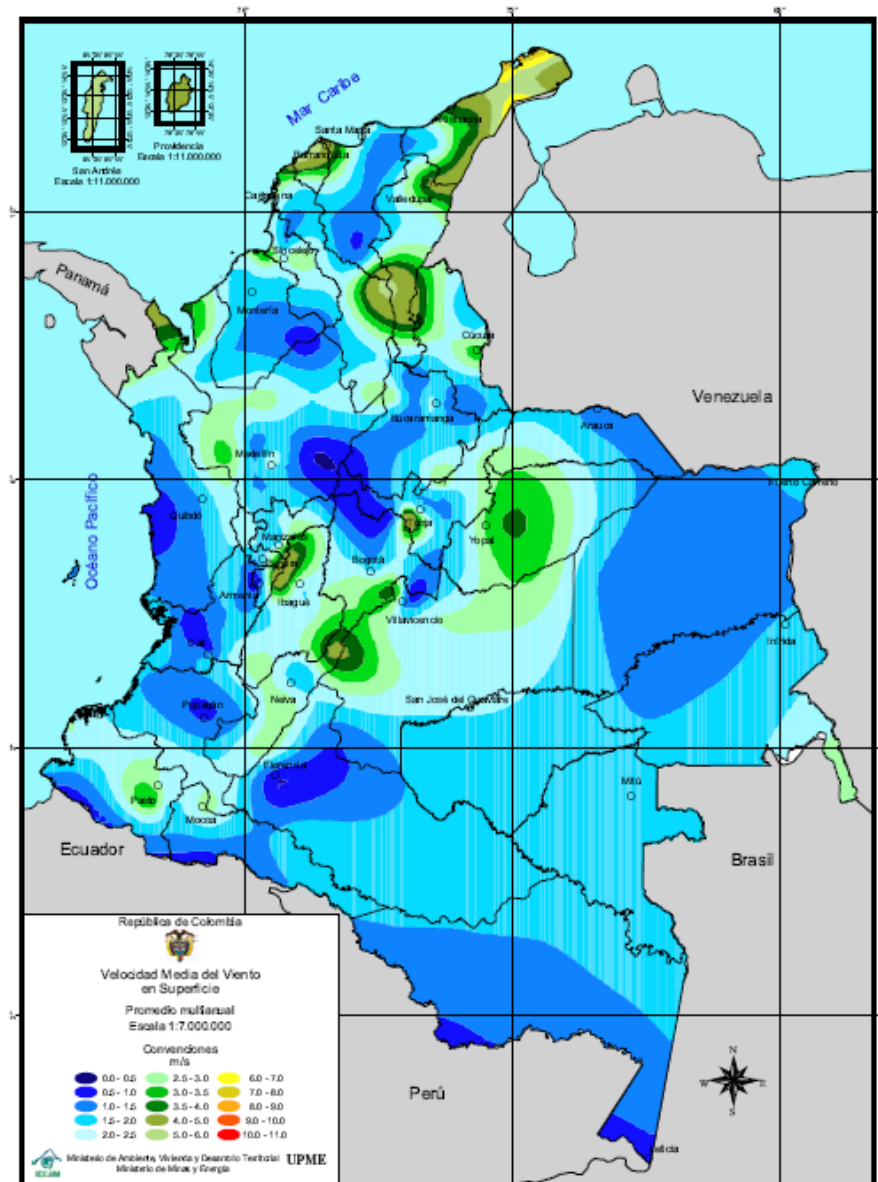 Mar Caribe
San Andrés
Escala 1:11.000.000
Providencia
Escala 1:11.000.000
Santa Marta
Riohacha
Barranquilla
Cartagena
Valledupar
Sincelejo
Panamá
Montería
Cúcuta
Venezuela
Bucaramanga
Arauca
Medellín
Puerto Carreño
Océano Pacífico
Quibdó
Tunja
Yopal
Manizales
Bogotá
Armenia
Ibagué
Villavicencio
Inírida
Cali
Neiva
San José del Guaviare
Popayán
Florencia
Mitú
Pasto
Mocoa
Ecuador
Brasil
República de Colombia
Velocidad Media del Viento
en Superficie
Promedio multianual
Escala 1:7.000.000
Convenciones
m/s
0.0 - 0.5 2.5 - 3.0 6.0 - 7.0
0.5 - 1.0 3.0 - 3.5 7.0 - 8.0
1.0 - 1.5 3.5 - 4.0 8.0 - 9.0
1.5 - 2.0 4.0 - 5.0 9.0 - 10.0
2.0 - 2.5 5.0 - 6.0 10.0 - 11.0
Perú
N
W E
S
Leticia
IDEAM
Ministerio de Ambiente, Vivienda y Desarrollo Territorial UPME
Ministerio de Minas y Energía